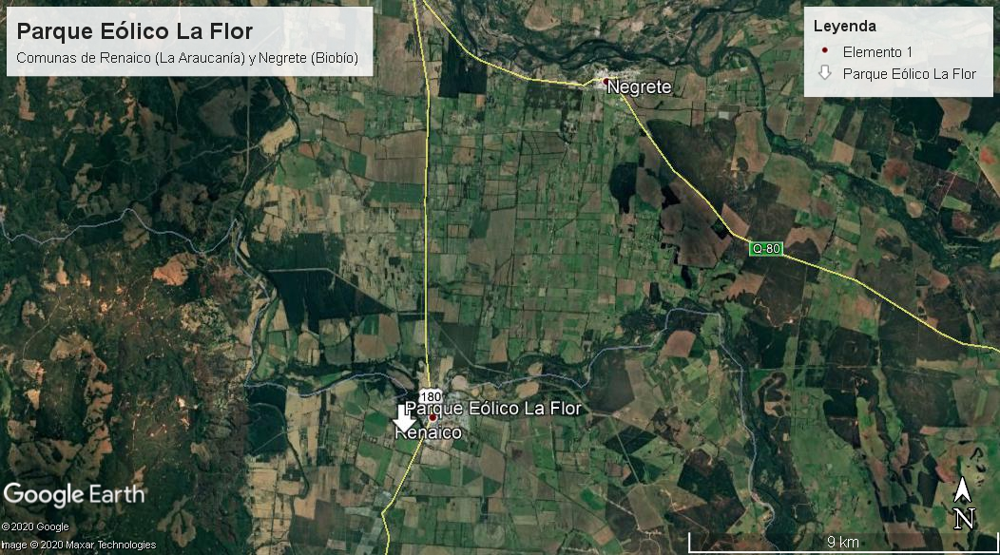 Parque Eólico La Flor
Comunas de Renaico (La Araucanía) y Negrete (Biobío)
Leyenda
Elemento 1
Parque Eólico La Flor
Negrete
Q-80
180
Parque Eólico La Flor
Renaico
Google Earth
©2020 Google
Image © 2020 Maxar Technologies
N
9 km